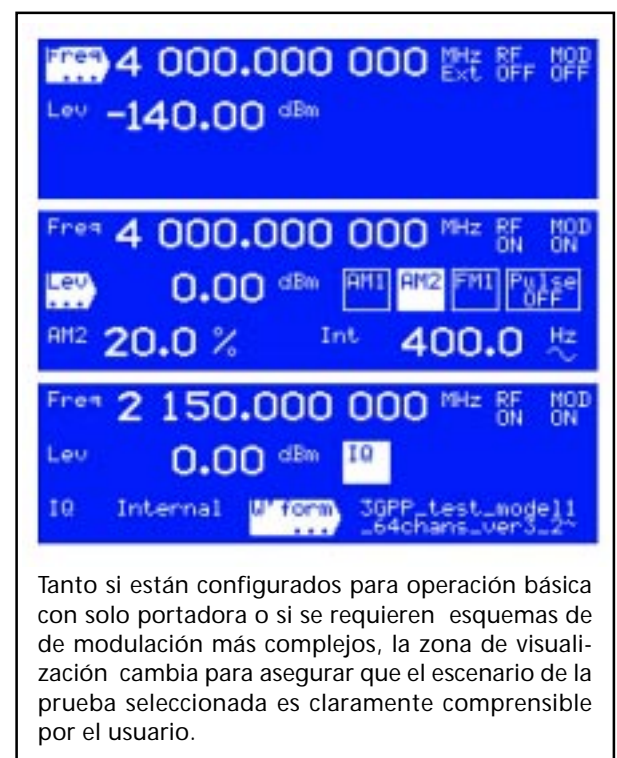 Freq 4 000.000 000 MHz RF MOD
... Ext OFF OFF
Lev -140.00 dBm
Freq 4 000.000 000 MHz RF MOD
ON ON
Lev 0.00 dBm AM1 AM2 FM1 Pulse
... OFF
AM2 20.0 % Int 400.0 Hz
Freq 2 150.000 000 MHz RF MOD
ON ON
Lev 0.00 dBm IQ
IQ Internal W'form 3GPP_test_model1
... _64chans_ver3_2~
Tanto si están configurados para operación básica
con solo portadora o si se requieren esquemas de
de modulación más complejos, la zona de visuali-
zación cambia para asegurar que el escenario de la
prueba seleccionada es claramente comprensible
por el usuario.